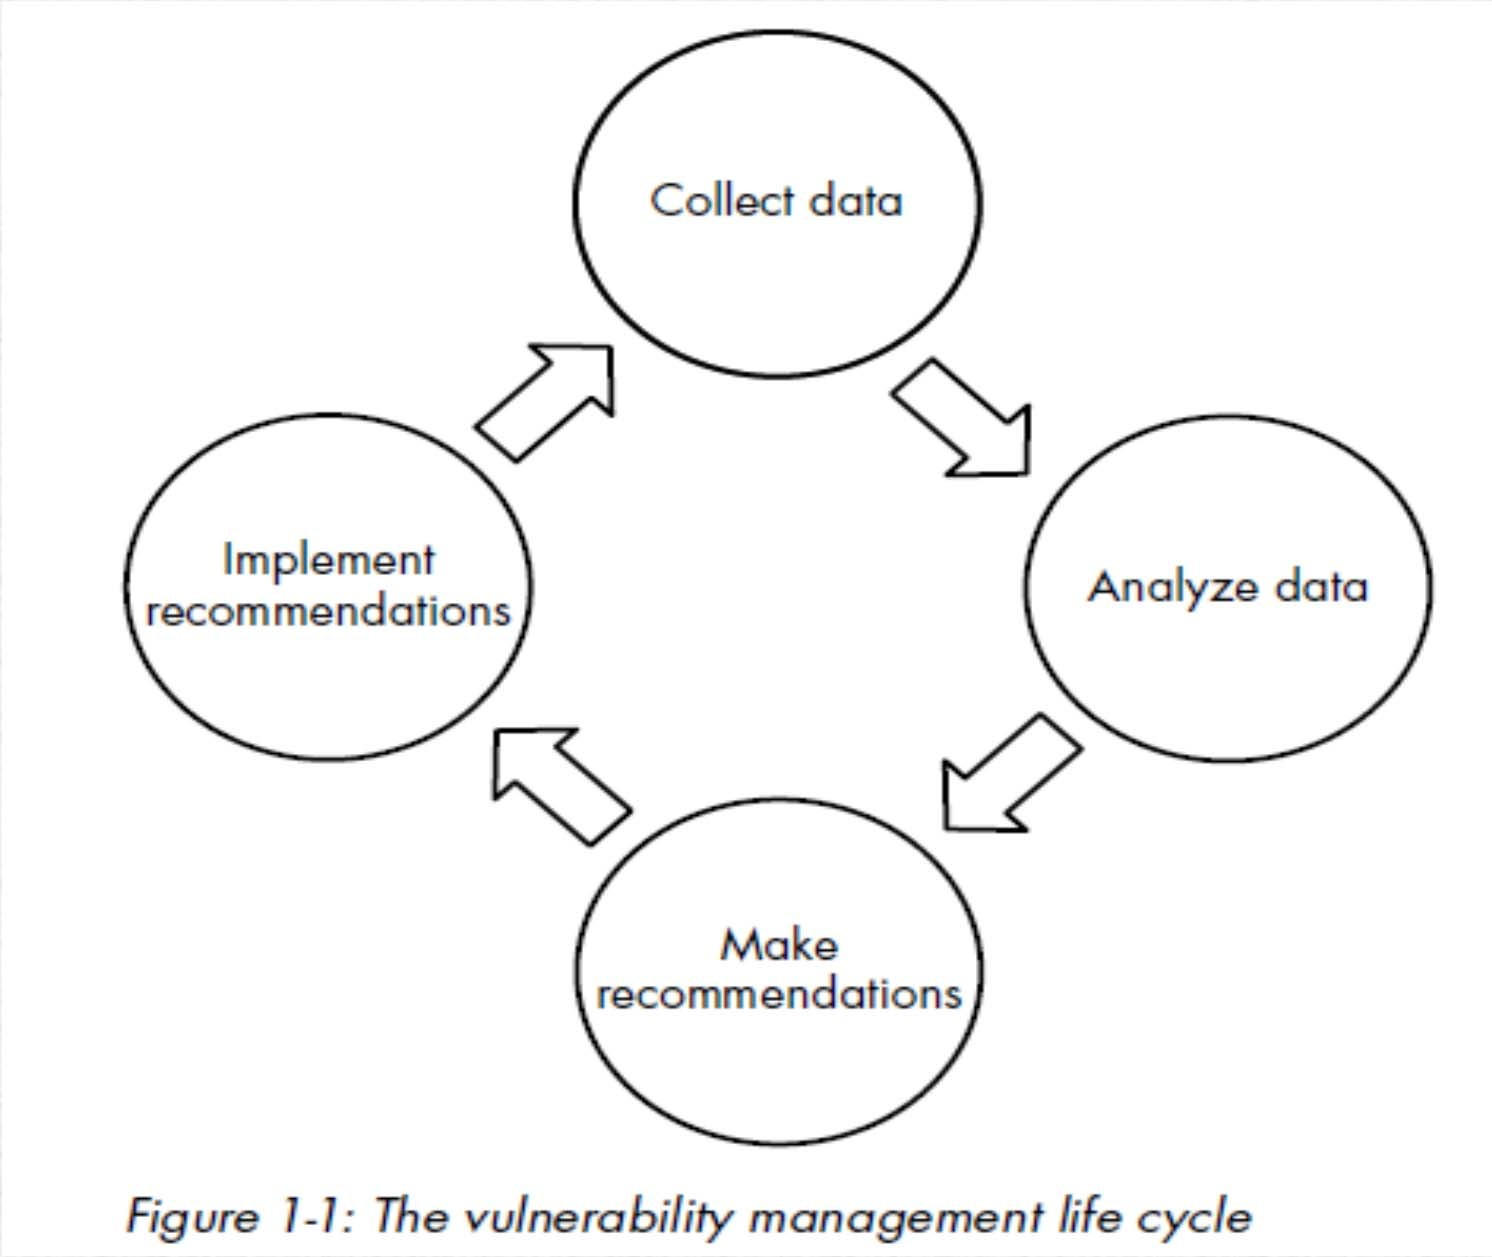 Collect data
Analyze data
Make
recommendations
Implement
recommendations
Figure 1-1: The vulnerability management life cycle